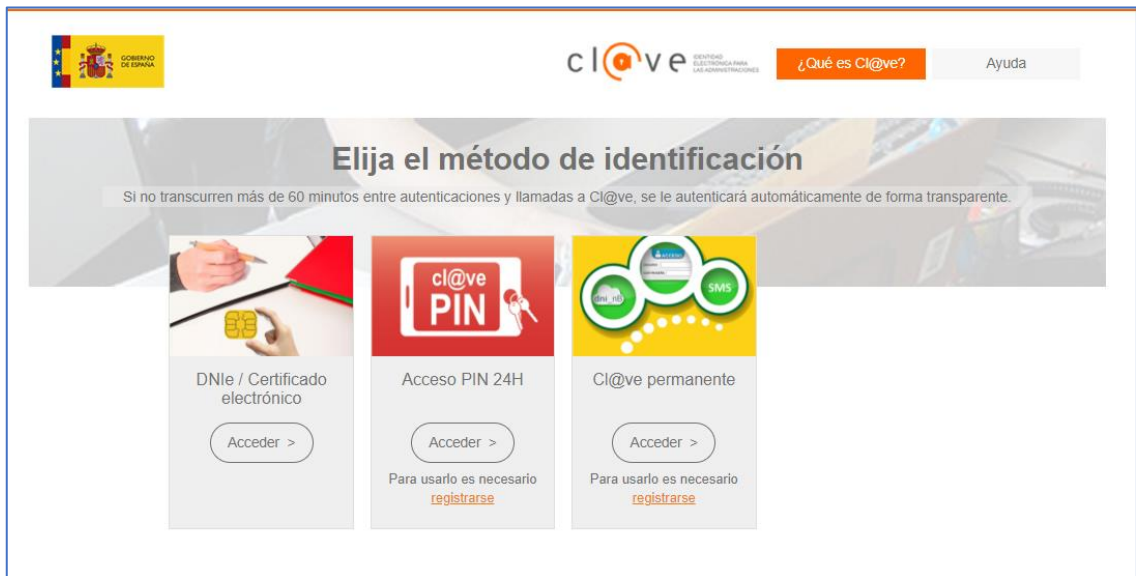 GOBIERNO
DE ESPAÑA
cl@ve
IDENTIDAD
ELECTRÓNICA PARA
LAS ADMINISTRACIONES
¿Qué es Cl@ve?
Ayuda
Elija el método de identificación
Si no transcurren más de 60 minutos entre autenticaciones y llamadas a Cl@ve, se le autenticará automáticamente de forma transparente.
cl@ve
PIN
ACCESO
dni_nB
SMS
DNIe / Certificado
electrónico
Acceder >
Acceso PIN 24H
Acceder >
Para usarlo es necesario
registrarse
Cl@ve permanente
Acceder >
Para usarlo es necesario
registrarse